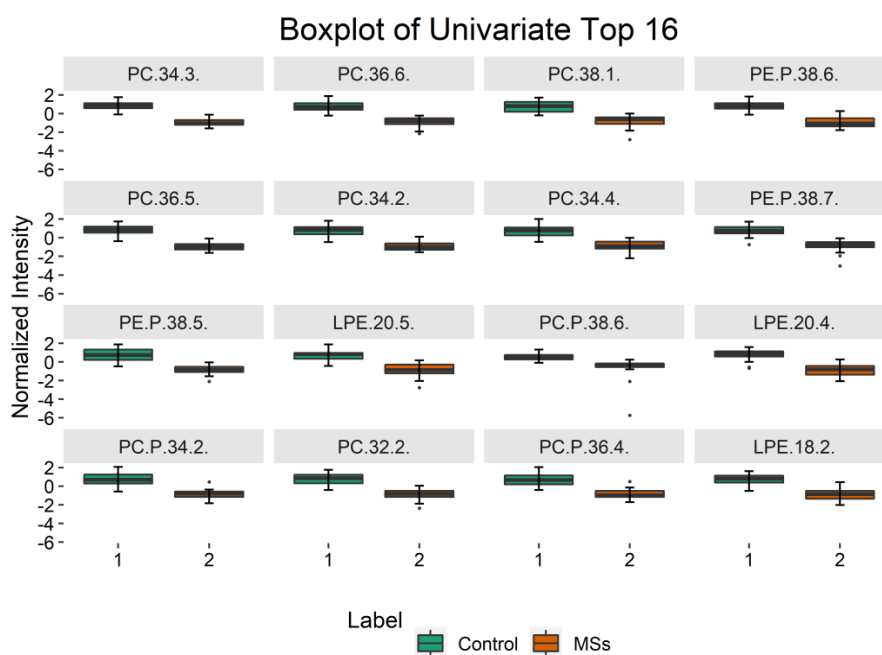 Boxplot of Univariate Top 16
PC.34.3. PC.36.6. PC.38.1. PE.P.38.6.
2
0
-2
-4
-6
PC.36.5. PC.34.2. PC.34.4. PE.P.38.7.
2
0
-2
-4
-6
PE.P.38.5. LPE.20.5. PC.P.38.6. LPE.20.4.
2
0
-2
-4
-6
PC.P.34.2. PC.32.2. PC.P.36.4. LPE.18.2.
2
0
-2
-4
-6
Normalized Intensity
1 2 1 2 1 2 1 2
Label Control MSs